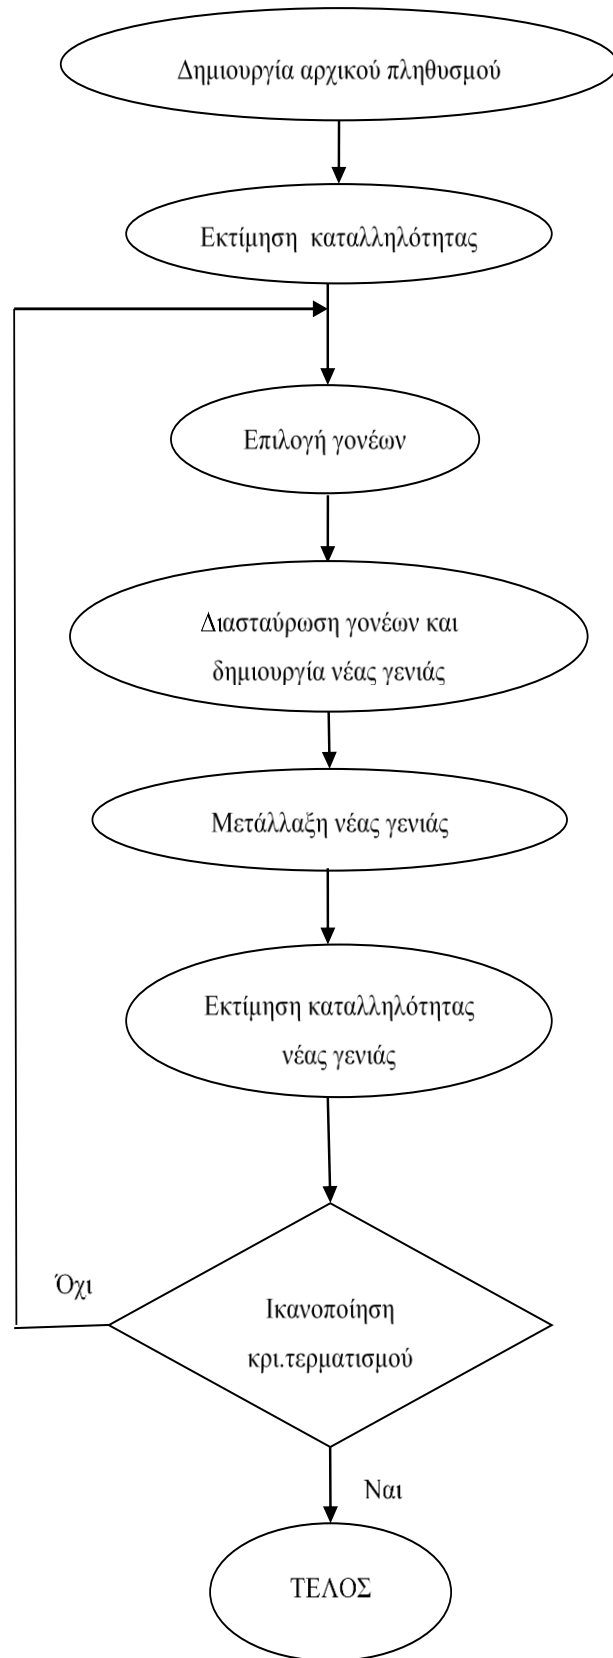 Δημιουργία αρχικού πληθυσμού
Εκτίμηση καταλληλότητας
Επιλογή γονέων
Διασταύρωση γονέων και
δημιουργία νέας γενιάς
Μετάλλαξη νέας γενιάς
Εκτίμηση καταλληλότητας
νέας γενιάς
Όχι
Ικανοποίηση
κρι.τερματισμού
Ναι
ΤΕΛΟΣ